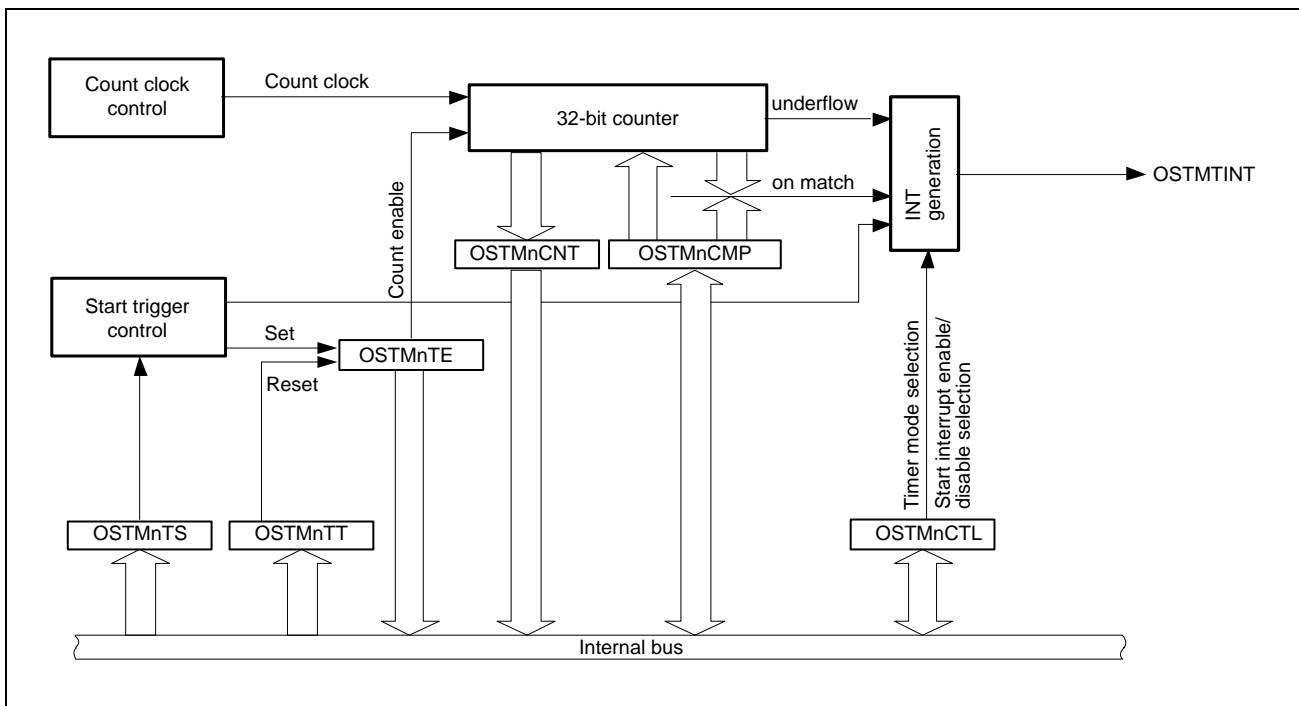 Count clock
control
Count clock
32-bit counter
underflow
on match
INT
generation
OSTMTINT
Count enable
OSTMnCNT
OSTMnCMP
Start trigger
control
Set
OSTMnTE
Reset
Timer mode selection
Start interrupt enable/
disable selection
OSTMnTS
OSTMnTT
OSTMnCTL
Internal bus